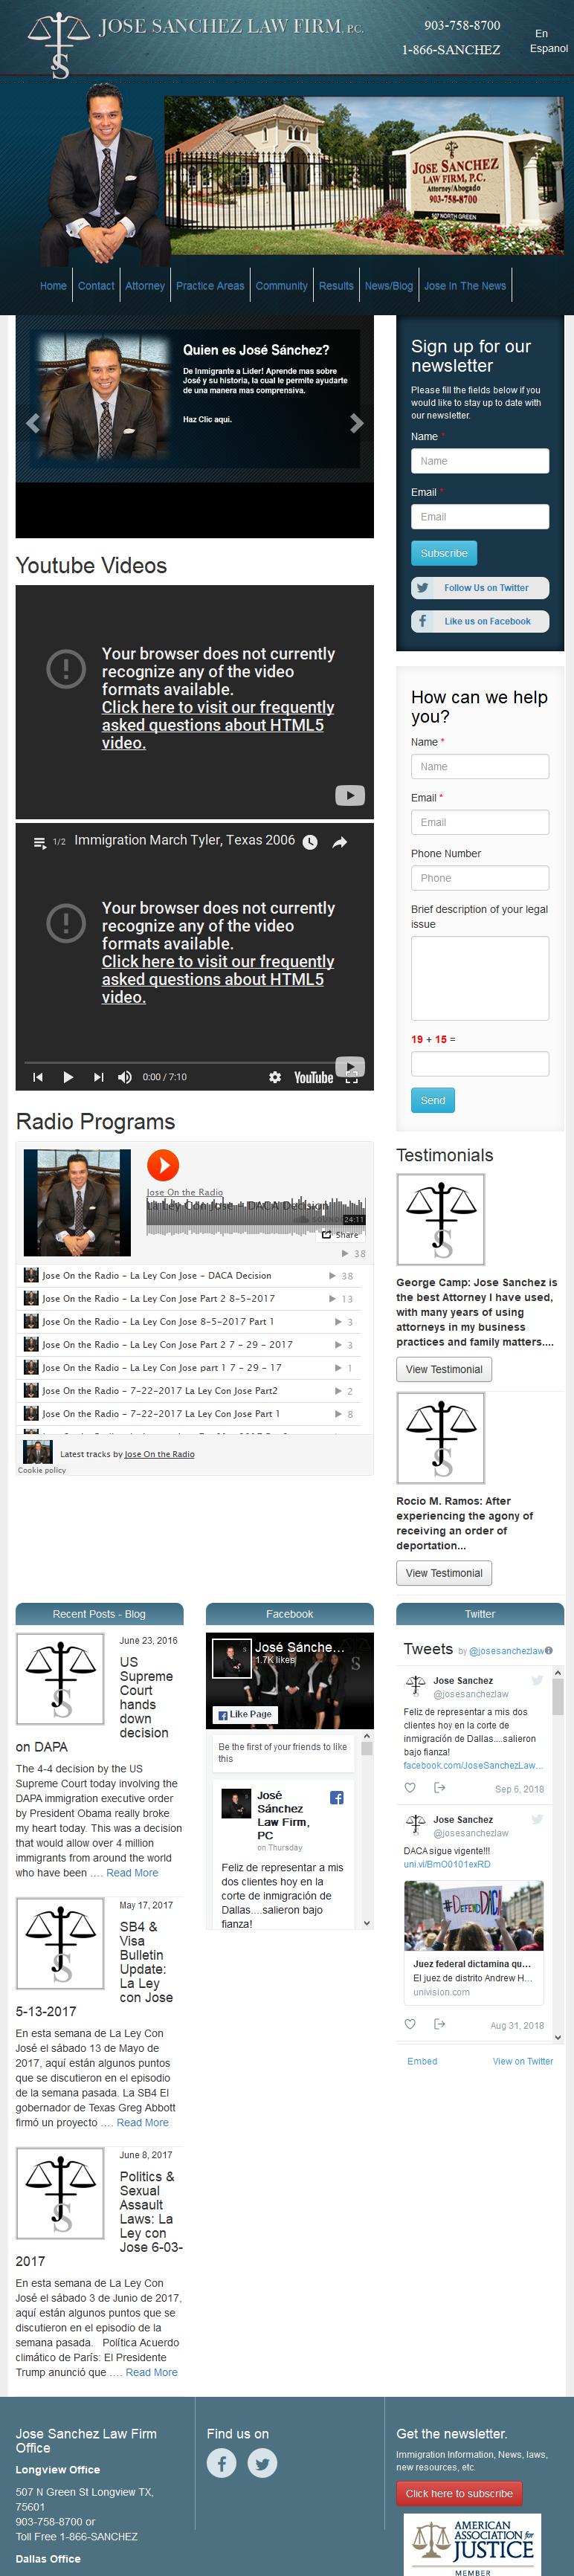 JOSE SANCHEZ LAW FIRM, P.C.
903-758-8700
1-866-SANCHEZ
En
Espanol
JOSE SANCHEZ
LAW FIRM, P.C.
Attorney/Abogado
903-758-8700
507 NORTH GREEN
Home
Contact
Attorney
Practice Areas
Community
Results
News/Blog
Jose In The News
Quien es José Sánchez?
De Inmigrante a Lider! Aprende mas sobre
José y su historia, la cual le permite ayudarte
de una manera mas comprensiva.
Haz Clic aqui.
Youtube Videos
Your browser does not currently
recognize any of the video
formats available.
Click here to visit our frequently
asked questions about HTML5
video.
1/2 Immigration March Tyler, Texas 2006
Your browser does not currently
recognize any of the video
formats available.
Click here to visit our frequently
asked questions about HTML5
video.
0:00 / 7:10
YouTube
Radio Programs
Jose On the Radio
La Ley Con Jose - DACA Decision
24:11
Share
38
Jose On the Radio - La Ley Con Jose - DACA Decision 38
Jose On the Radio - La Ley Con Jose Part 2 8-5-2017 13
Jose On the Radio - La Ley Con Jose 8-5-2017 Part 1 3
Jose On the Radio - La Ley Con Jose Part 2 7 - 29 - 2017 3
Jose On the Radio - La Ley Con Jose part 1 7 - 29 - 17 1
Jose On the Radio - 7-22-2017 La Ley Con Jose Part2 2
Jose On the Radio - 7-22-2017 La Ley Con Jose Part 1 8
Latest tracks by Jose On the Radio
Cookie policy
Sign up for our
newsletter
Please fill the fields below if you
would like to stay up to date with
our newsletter.
Name *
Name
Email *
Email
Subscribe
Follow Us on Twitter
Like us on Facebook
How can we help
you?
Name *
Name
Email *
Email
Phone Number
Phone
Brief description of your legal
issue
19 + 15 =
Send
Testimonials
George Camp: Jose Sanchez is
the best Attorney I have used,
with many years of using
attorneys in my business
practices and family matters....
View Testimonial
Rocio M. Ramos: After
experiencing the agony of
receiving an order of
deportation...
View Testimonial
Recent Posts - Blog
June 23, 2016
US
Supreme
Court
hands
down
decision
on DAPA
The 4-4 decision by the US
Supreme Court today involving the
DAPA immigration executive order
by President Obama really broke
my heart today. This was a decision
that would allow over 4 million
immigrants from around the world
who have been .... Read More
May 17, 2017
SB4 &
Visa
Bulletin
Update:
La Ley
con Jose
5-13-2017
En esta semana de La Ley Con
José el sábado 13 de Mayo de
2017, aquí están algunos puntos
que se discutieron en el episodio
de la semana pasada. La SB4 El
gobernador de Texas Greg Abbott
firmó un proyecto .... Read More
June 8, 2017
Politics &
Sexual
Assault
Laws: La
Ley con
Jose 6-03-
2017
En esta semana de La Ley Con
José el sábado 3 de Junio de 2017,
aquí están algunos puntos que se
discutieron en el episodio de la
semana pasada. Política Acuerdo
climático de París: El Presidente
Trump anunció que .... Read More
Facebook
José Sánche...
1.7K likes
Like Page
Be the first of your friends to like
this
José
Sánchez
Law Firm,
PC
on Thursday
Feliz de representar a mis
dos clientes hoy en la
corte de inmigración de
Dallas....salieron bajo
fianza!
Twitter
Tweets by @josesanchezlaw
Jose Sanchez
@josesanchezlaw
Feliz de representar a mis dos
clientes hoy en la corte de
inmigración de Dallas....salieron
bajo fianza!
facebook.com/JoseSanchezLaw...
Sep 6, 2018
Jose Sanchez
@josesanchezlaw
DACA sigue vigente!!!
uni.vi/BmO0101exRD
Juez federal dictamina qu...
El juez de distrito Andrew H...
univision.com
Aug 31, 2018
Embed
View on Twitter
Jose Sanchez Law Firm
Office
Longview Office
507 N Green St Longview TX,
75601
903-758-8700 or
Toll Free 1-866-SANCHEZ
Dallas Office
Find us on
Get the newsletter.
Immigration Information, News, laws,
new resources, etc.
Click here to subscribe
AMERICAN
ASSOCIATION for
JUSTICE
MEMBER